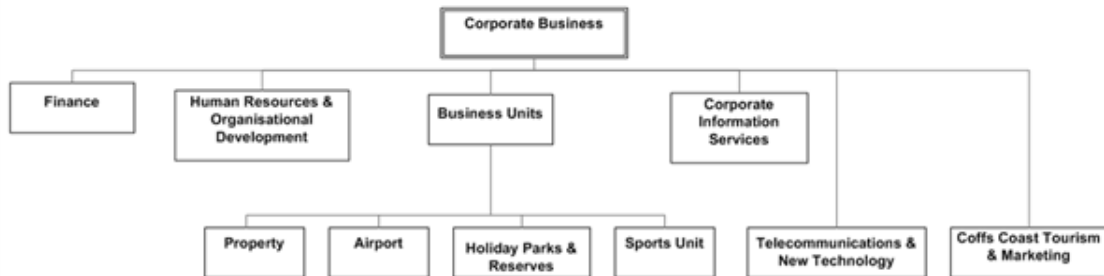 Corporate Business
Finance
Human Resources &
Organisational
Development
Business Units
Corporate
Information
Services
Property
Airport
Holiday Parks &
Reserves
Sports Unit
Telecommunications &
New Technology
Coffs Coast Tourism
& Marketing